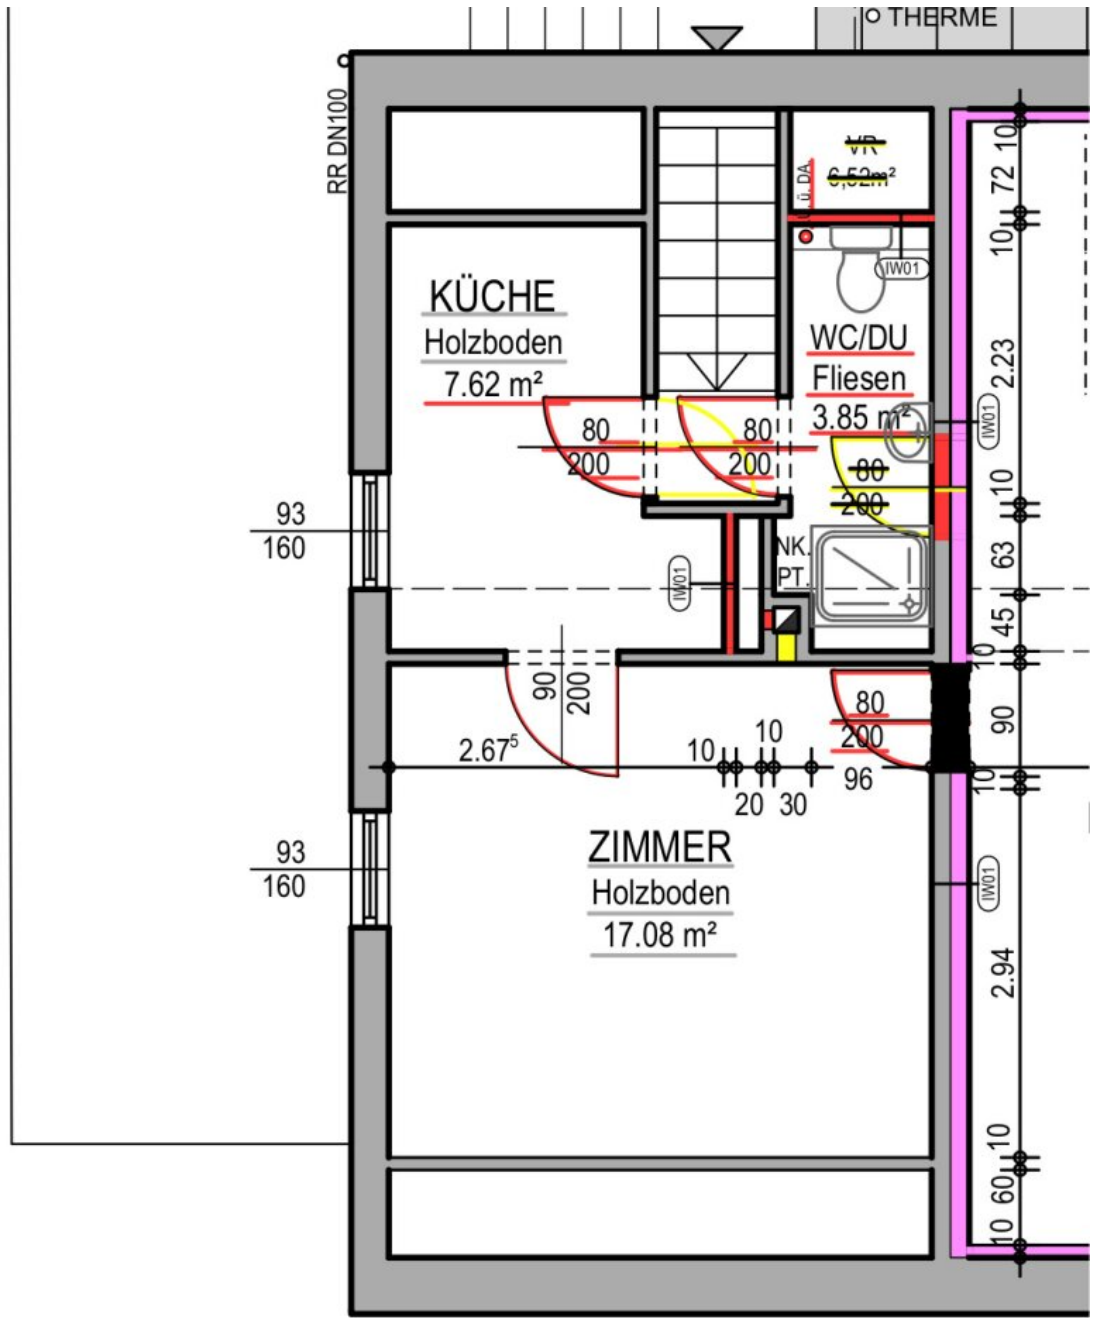 THERME
RR DN100
VR
6,52m²
ü. DA.
10
72
10
IW01
KÜCHE
Holzboden
7.62 m²
WC/DU
Fliesen
3.85 m²
2.23
IW01
80
200
80
200
80
200
10
93
160
NK.
PT.
63
IW01
45
10
90
200
80
200
90
2.67⁵
10
10
20
30
96
10
93
160
ZIMMER
Holzboden
17.08 m²
IW01
2.94
10
60
10